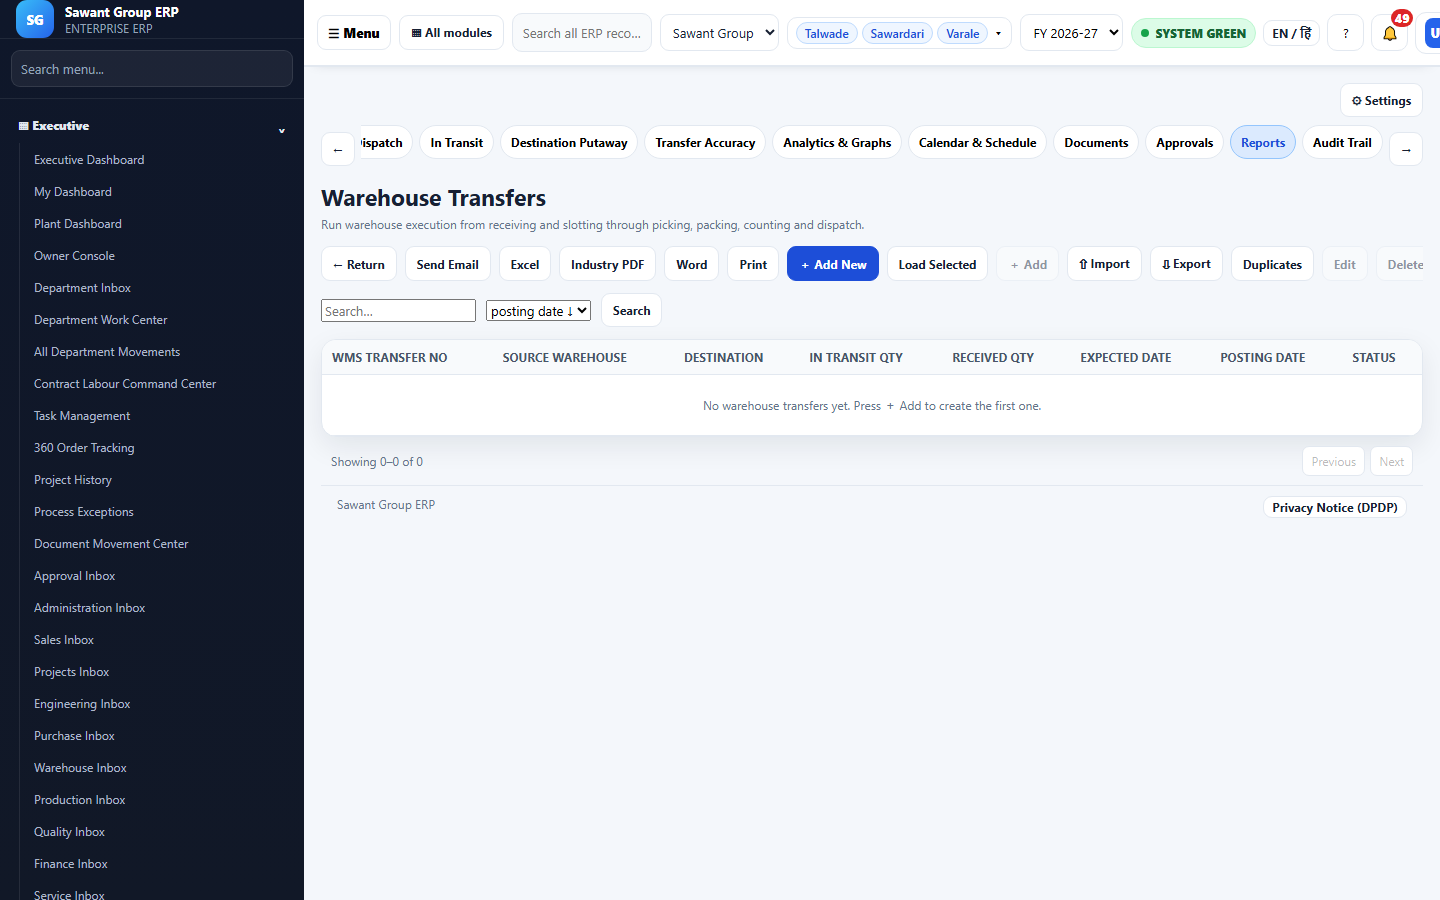 SG
Sawant Group ERP
ENTERPRISE ERP
Search menu...
Executive
Executive Dashboard
My Dashboard
Plant Dashboard
Owner Console
Department Inbox
Department Work Center
All Department Movements
Contract Labour Command Center
Task Management
360 Order Tracking
Project History
Process Exceptions
Document Movement Center
Approval Inbox
Administration Inbox
Sales Inbox
Projects Inbox
Engineering Inbox
Purchase Inbox
Warehouse Inbox
Production Inbox
Quality Inbox
Finance Inbox
Service Inbox
☰ Menu
All modules
Search all ERP reco...
Sawant Group
Talwade Sawardari Varale
FY 2026-27
SYSTEM GREEN
EN / हिं
?
49
U
⚙ Settings
← ispatch In Transit Destination Putaway Transfer Accuracy Analytics & Graphs Calendar & Schedule Documents Approvals Reports Audit Trail →
Warehouse Transfers
Run warehouse execution from receiving and slotting through picking, packing, counting and dispatch.
← Return Send Email Excel Industry PDF Word Print + Add New Load Selected + Add ⇧ Import ⇩ Export Duplicates Edit Delete
Search... posting date ↓ Search
WMS TRANSFER NO SOURCE WAREHOUSE DESTINATION IN TRANSIT QTY RECEIVED QTY EXPECTED DATE POSTING DATE STATUS
No warehouse transfers yet. Press + Add to create the first one.
Showing 0–0 of 0 Previous Next
Sawant Group ERP Privacy Notice (DPDP)